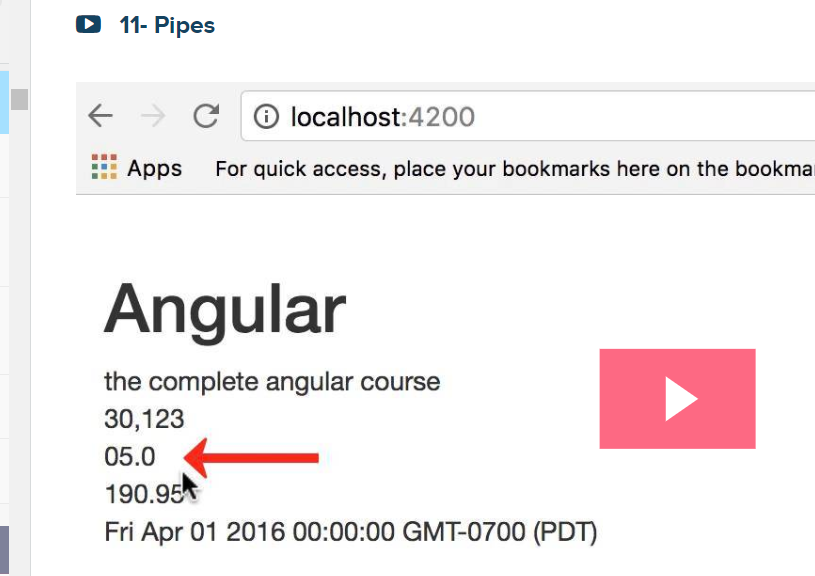 11- Pipes
localhost:4200
Apps For quick access, place your bookmarks here on the
Angular
the complete angular course
30,123
05.0
190.95
Fri Apr 01 2016 00:00:00 GMT-0700 (PDT)